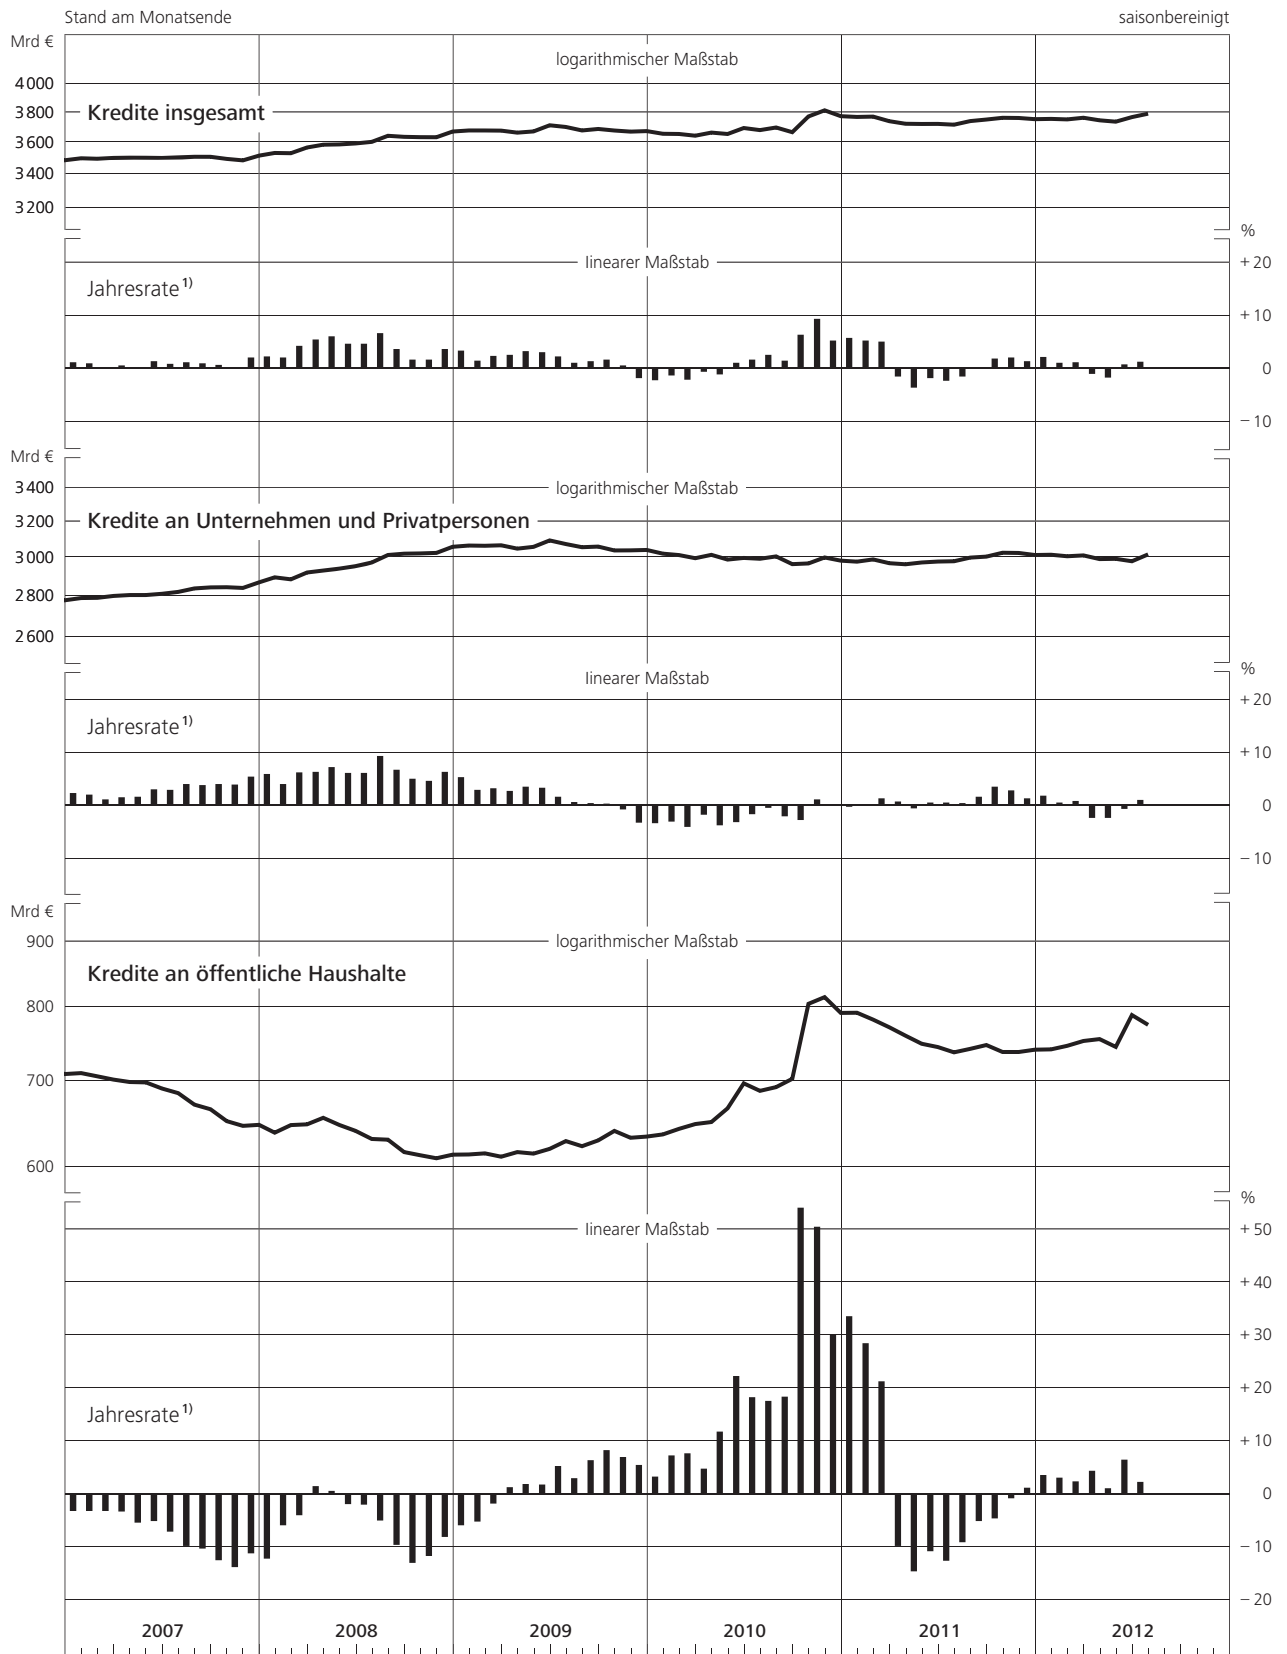 Stand am Monatsende saisonbereinigt
Mrd €
logarithmischer Maßstab
4 000
3 800 Kredite insgesamt
3 600
3 400
3 200
%
linearer Maßstab + 20
Jahresrate 1)
+ 10
0
− 10
Mrd €
3 400 logarithmischer Maßstab
3 200 Kredite an Unternehmen und Privatpersonen
3 000
2 800
2 600
%
linearer Maßstab
+ 20
Jahresrate 1)
+ 10
0
− 10
Mrd €
900 logarithmischer Maßstab
Kredite an öffentliche Haushalte
800
700
600
%
linearer Maßstab + 50
+ 40
+ 30
+ 20
Jahresrate 1)
+ 10
0
− 10
− 20
2007 2008 2009 2010 2011 2012